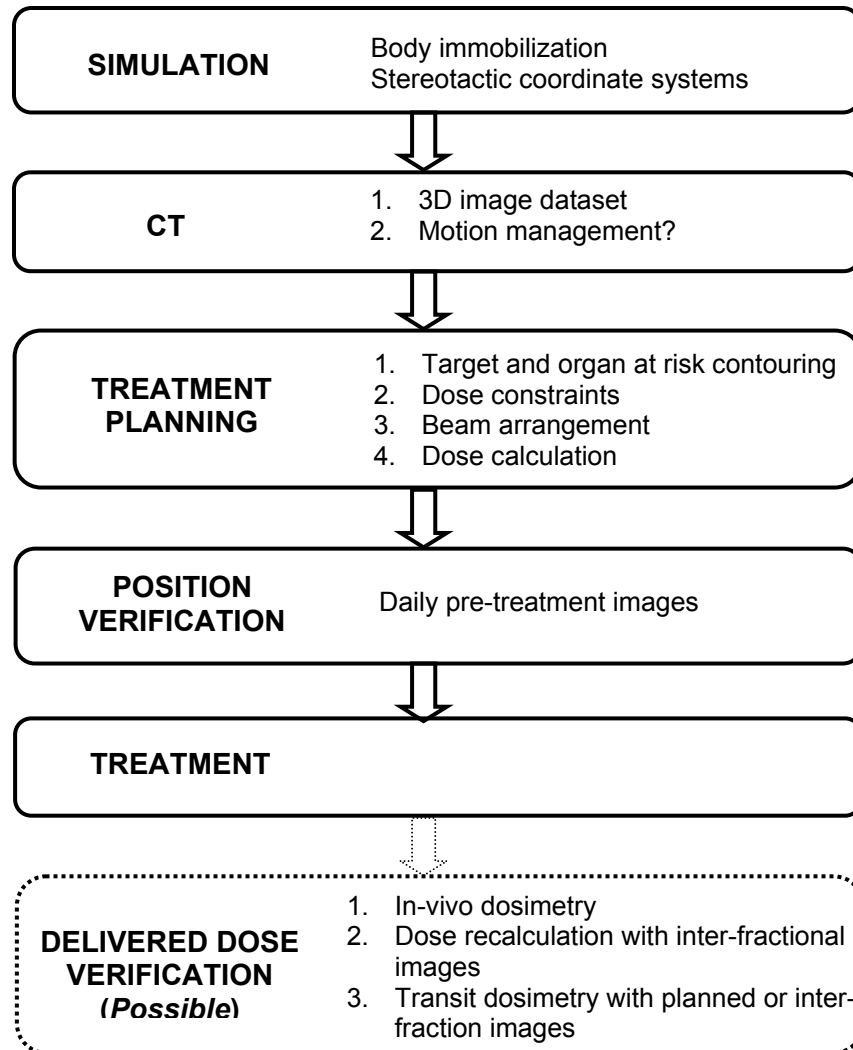 SIMULATION
Body immobilization
Stereotactic coordinate systems
CT
1. 3D image dataset
2. Motion management?
TREATMENT
PLANNING
1. Target and organ at risk contouring
2. Dose constraints
3. Beam arrangement
4. Dose calculation
POSITION
VERIFICATION
Daily pre-treatment images
TREATMENT
DELIVERED DOSE
VERIFICATION
(Possible)
1. In-vivo dosimetry
2. Dose recalculation with inter-fractional
images
3. Transit dosimetry with planned or inter-
fraction images